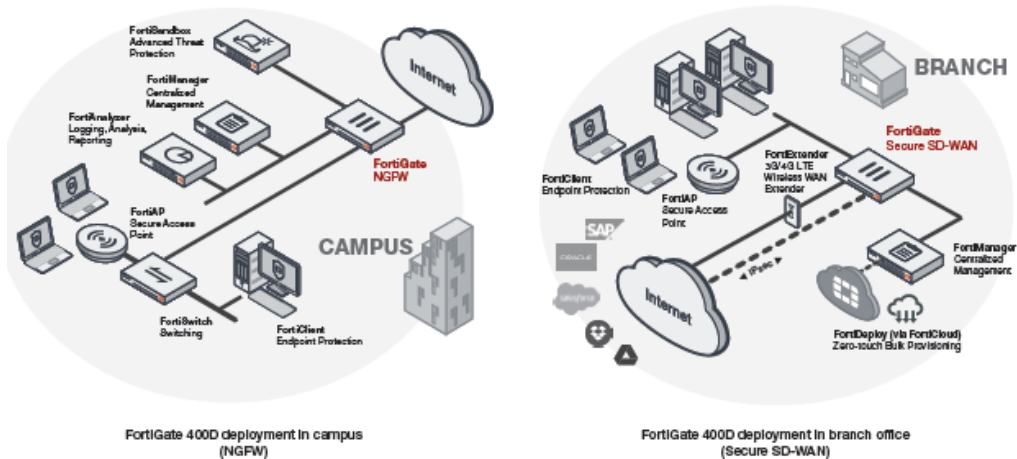 FortiSandbox
Advanced Threat
Protection
FortiManager
Centralized
Management
FortiAnalyzer
Logging, Analysis,
Reporting
Internet
FortiGate
NGFW
FortiAP
Secure Access
Point
CAMPUS
FortiSwitch
Switching
FortiClient
Endpoint Protection
FortiGate 400D deployment in campus
(NGFW)
BRANCH
FortiGate
Secure SD-WAN
FortiExtender
3G/4G LTE
Wireless WAN
Extender
FortiClient
Endpoint Protection
FortiAP
Secure Access
Point
SAP
ORACLE
salesforce
Internet
IPsec
FortiManager
Centralized
Management
FortiDeploy (via FortiCloud)
Zero-touch Bulk Provisioning
FortiGate 400D deployment in branch office
(Secure SD-WAN)